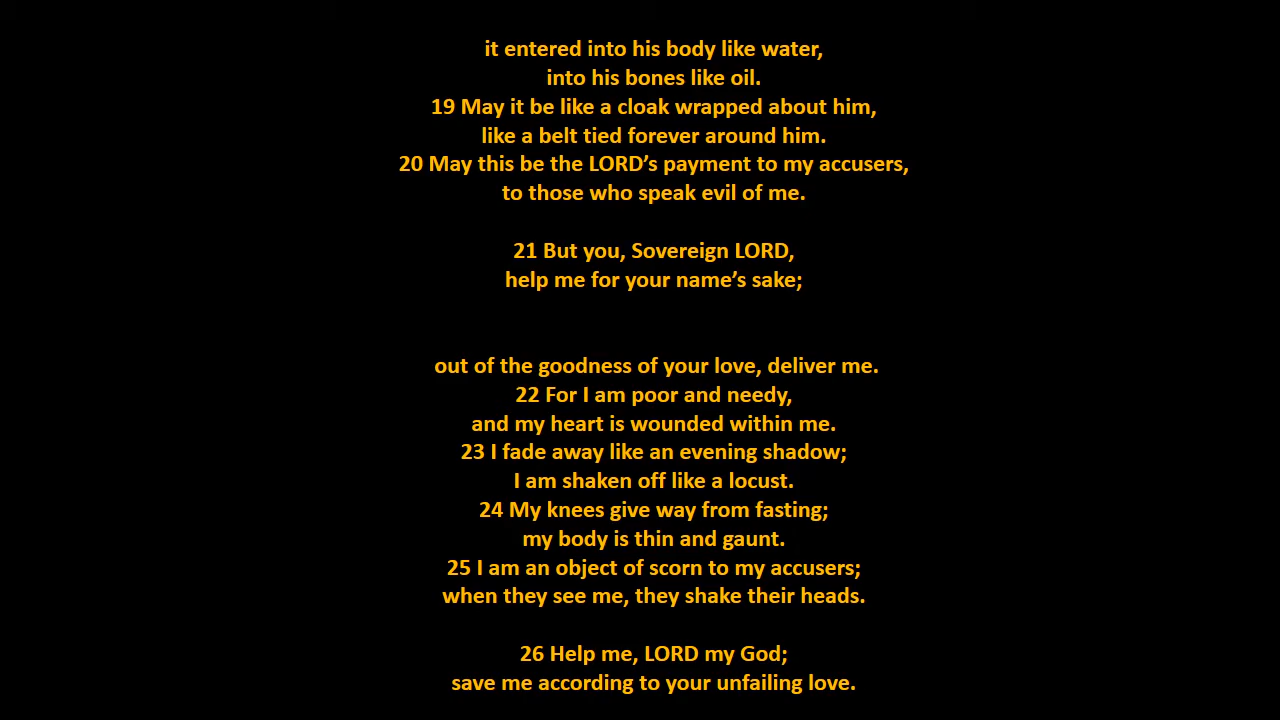 it entered into his body like water,
into his bones like oil.
19 May it be like a cloak wrapped about him,
like a belt tied forever around him.
20 May this be the LORD’s payment to my accusers,
to those who speak evil of me.
21 But you, Sovereign LORD,
help me for your name’s sake;
out of the goodness of your love, deliver me.
22 For I am poor and needy,
and my heart is wounded within me.
23 I fade away like an evening shadow;
I am shaken off like a locust.
24 My knees give way from fasting;
my body is thin and gaunt.
25 I am an object of scorn to my accusers;
when they see me, they shake their heads.
26 Help me, LORD my God;
save me according to your unfailing love.